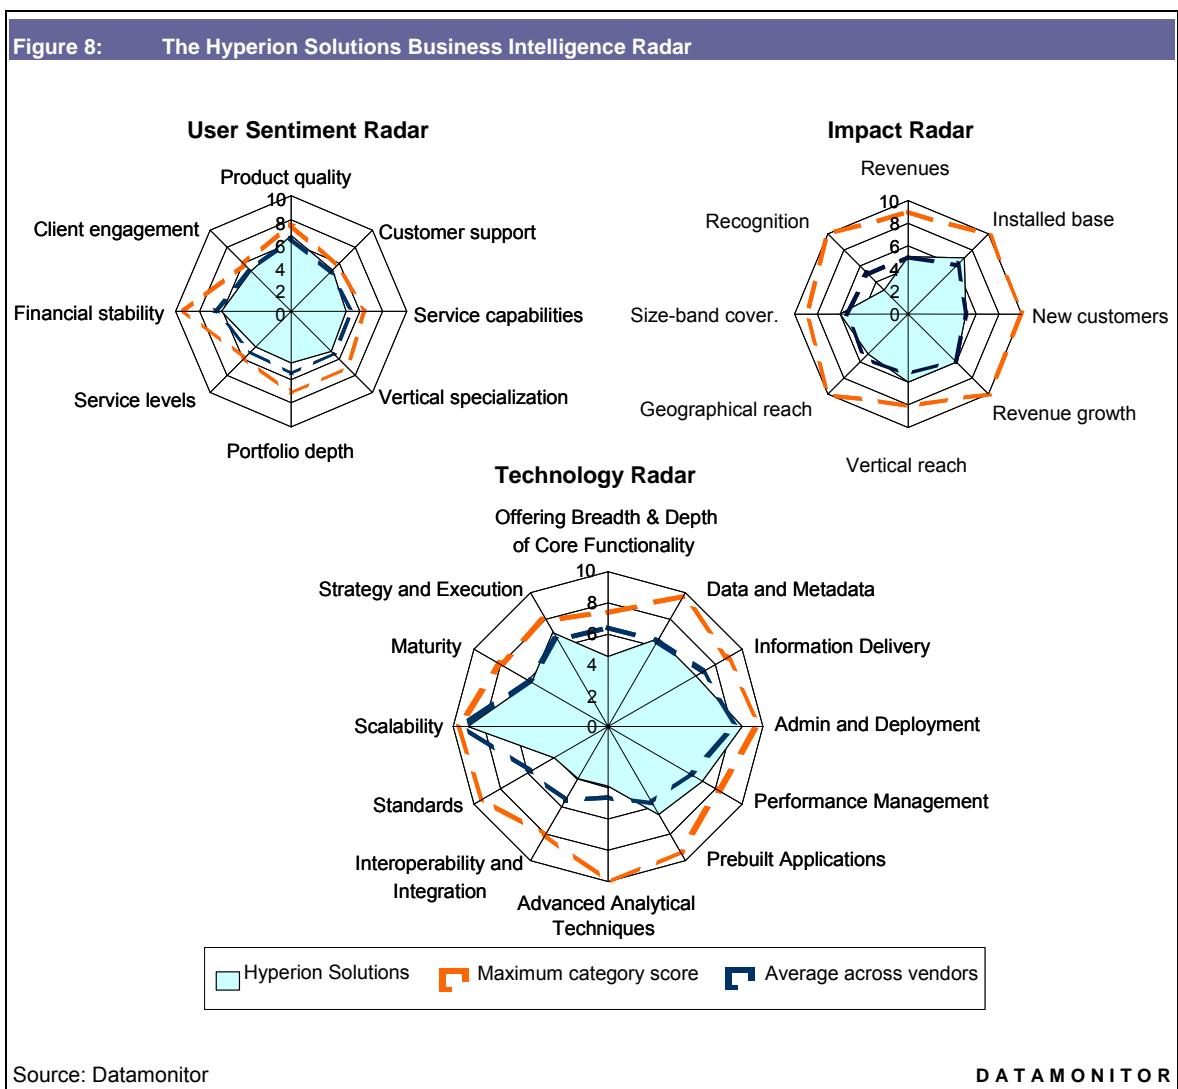 Figure 8: The Hyperion Solutions Business Intelligence Radar
User Sentiment Radar
Product quality
Customer support
Service capabilities
Vertical specialization
Portfolio depth
Service levels
Financial stability
Client engagement
10
8
6
4
2
0
Impact Radar
Revenues
Installed base
New customers
Revenue growth
Vertical reach
Geographical reach
Size-band cover.
Recognition
10
8
6
4
2
0
Technology Radar
Offering Breadth & Depth
of Core Functionality
Data and Metadata
Information Delivery
Admin and Deployment
Performance Management
Prebuilt Applications
Advanced Analytical
Techniques
Interoperability and
Integration
Standards
Scalability
Maturity
Strategy and Execution
10
8
6
4
2
0
Hyperion Solutions
Maximum category score
Average across vendors
Source: Datamonitor
DATAMONITOR